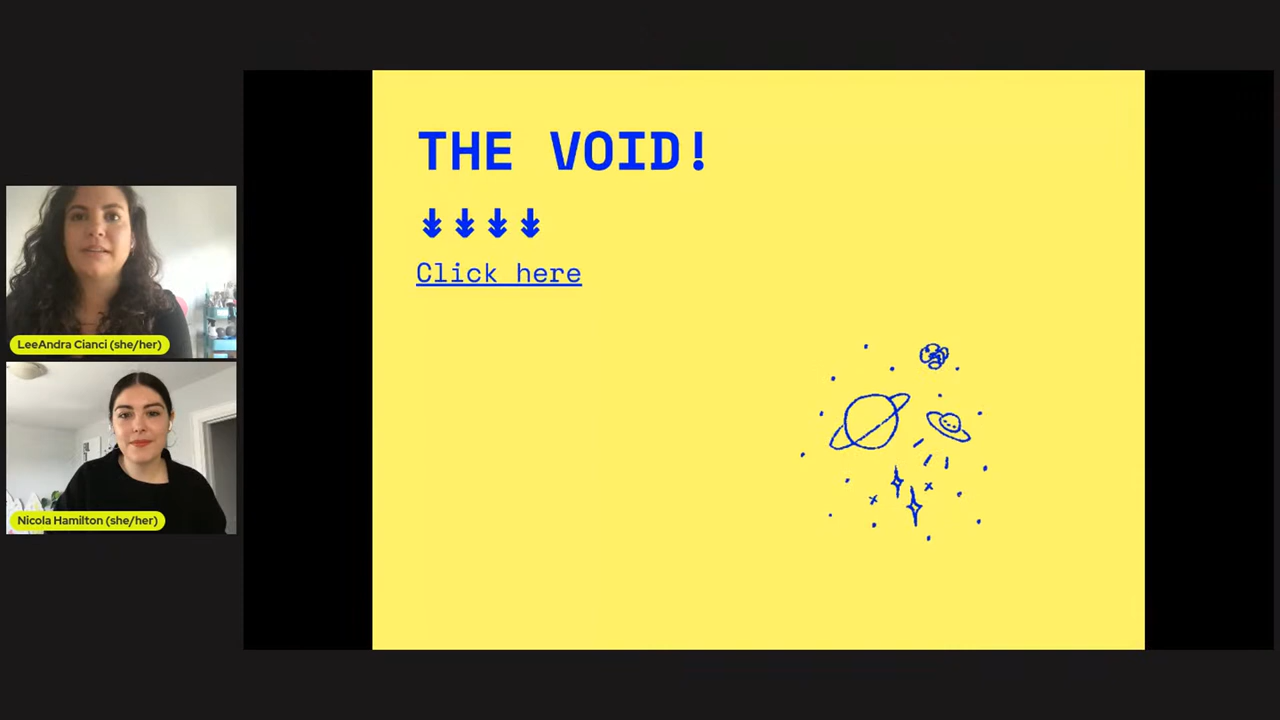 THE VOID!
↡↡↡↡
Click here
LeeAndra Cianci (she/her)
Nicola Hamilton (she/her)